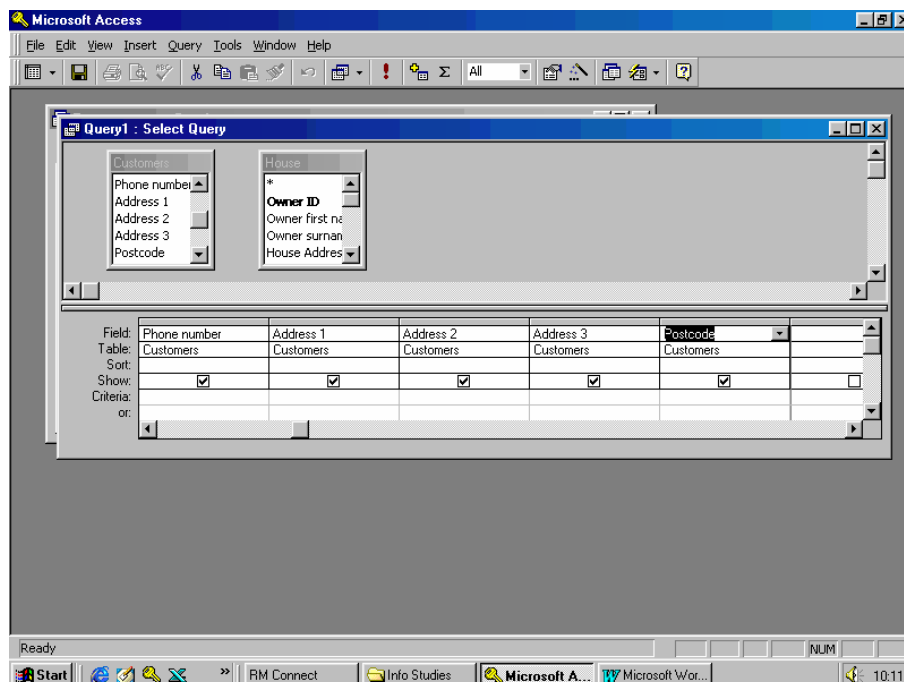 Microsoft Access
File Edit View Insert Query Tools Window Help
All
Query1 : Select Query
Customers House
Phone number *
Address 1 Owner ID
Address 2 Owner first na
Address 3 Owner surnan
Postcode House Addres
Field: Phone number Address 1 Address 2 Address 3 Postcode
Table: Customers Customers Customers Customers Customers
Sort:
Show:
Criteria:
or:
Ready NUM
Start » RM Connect Info Studies Microsoft A... Microsoft Wor... 10:11